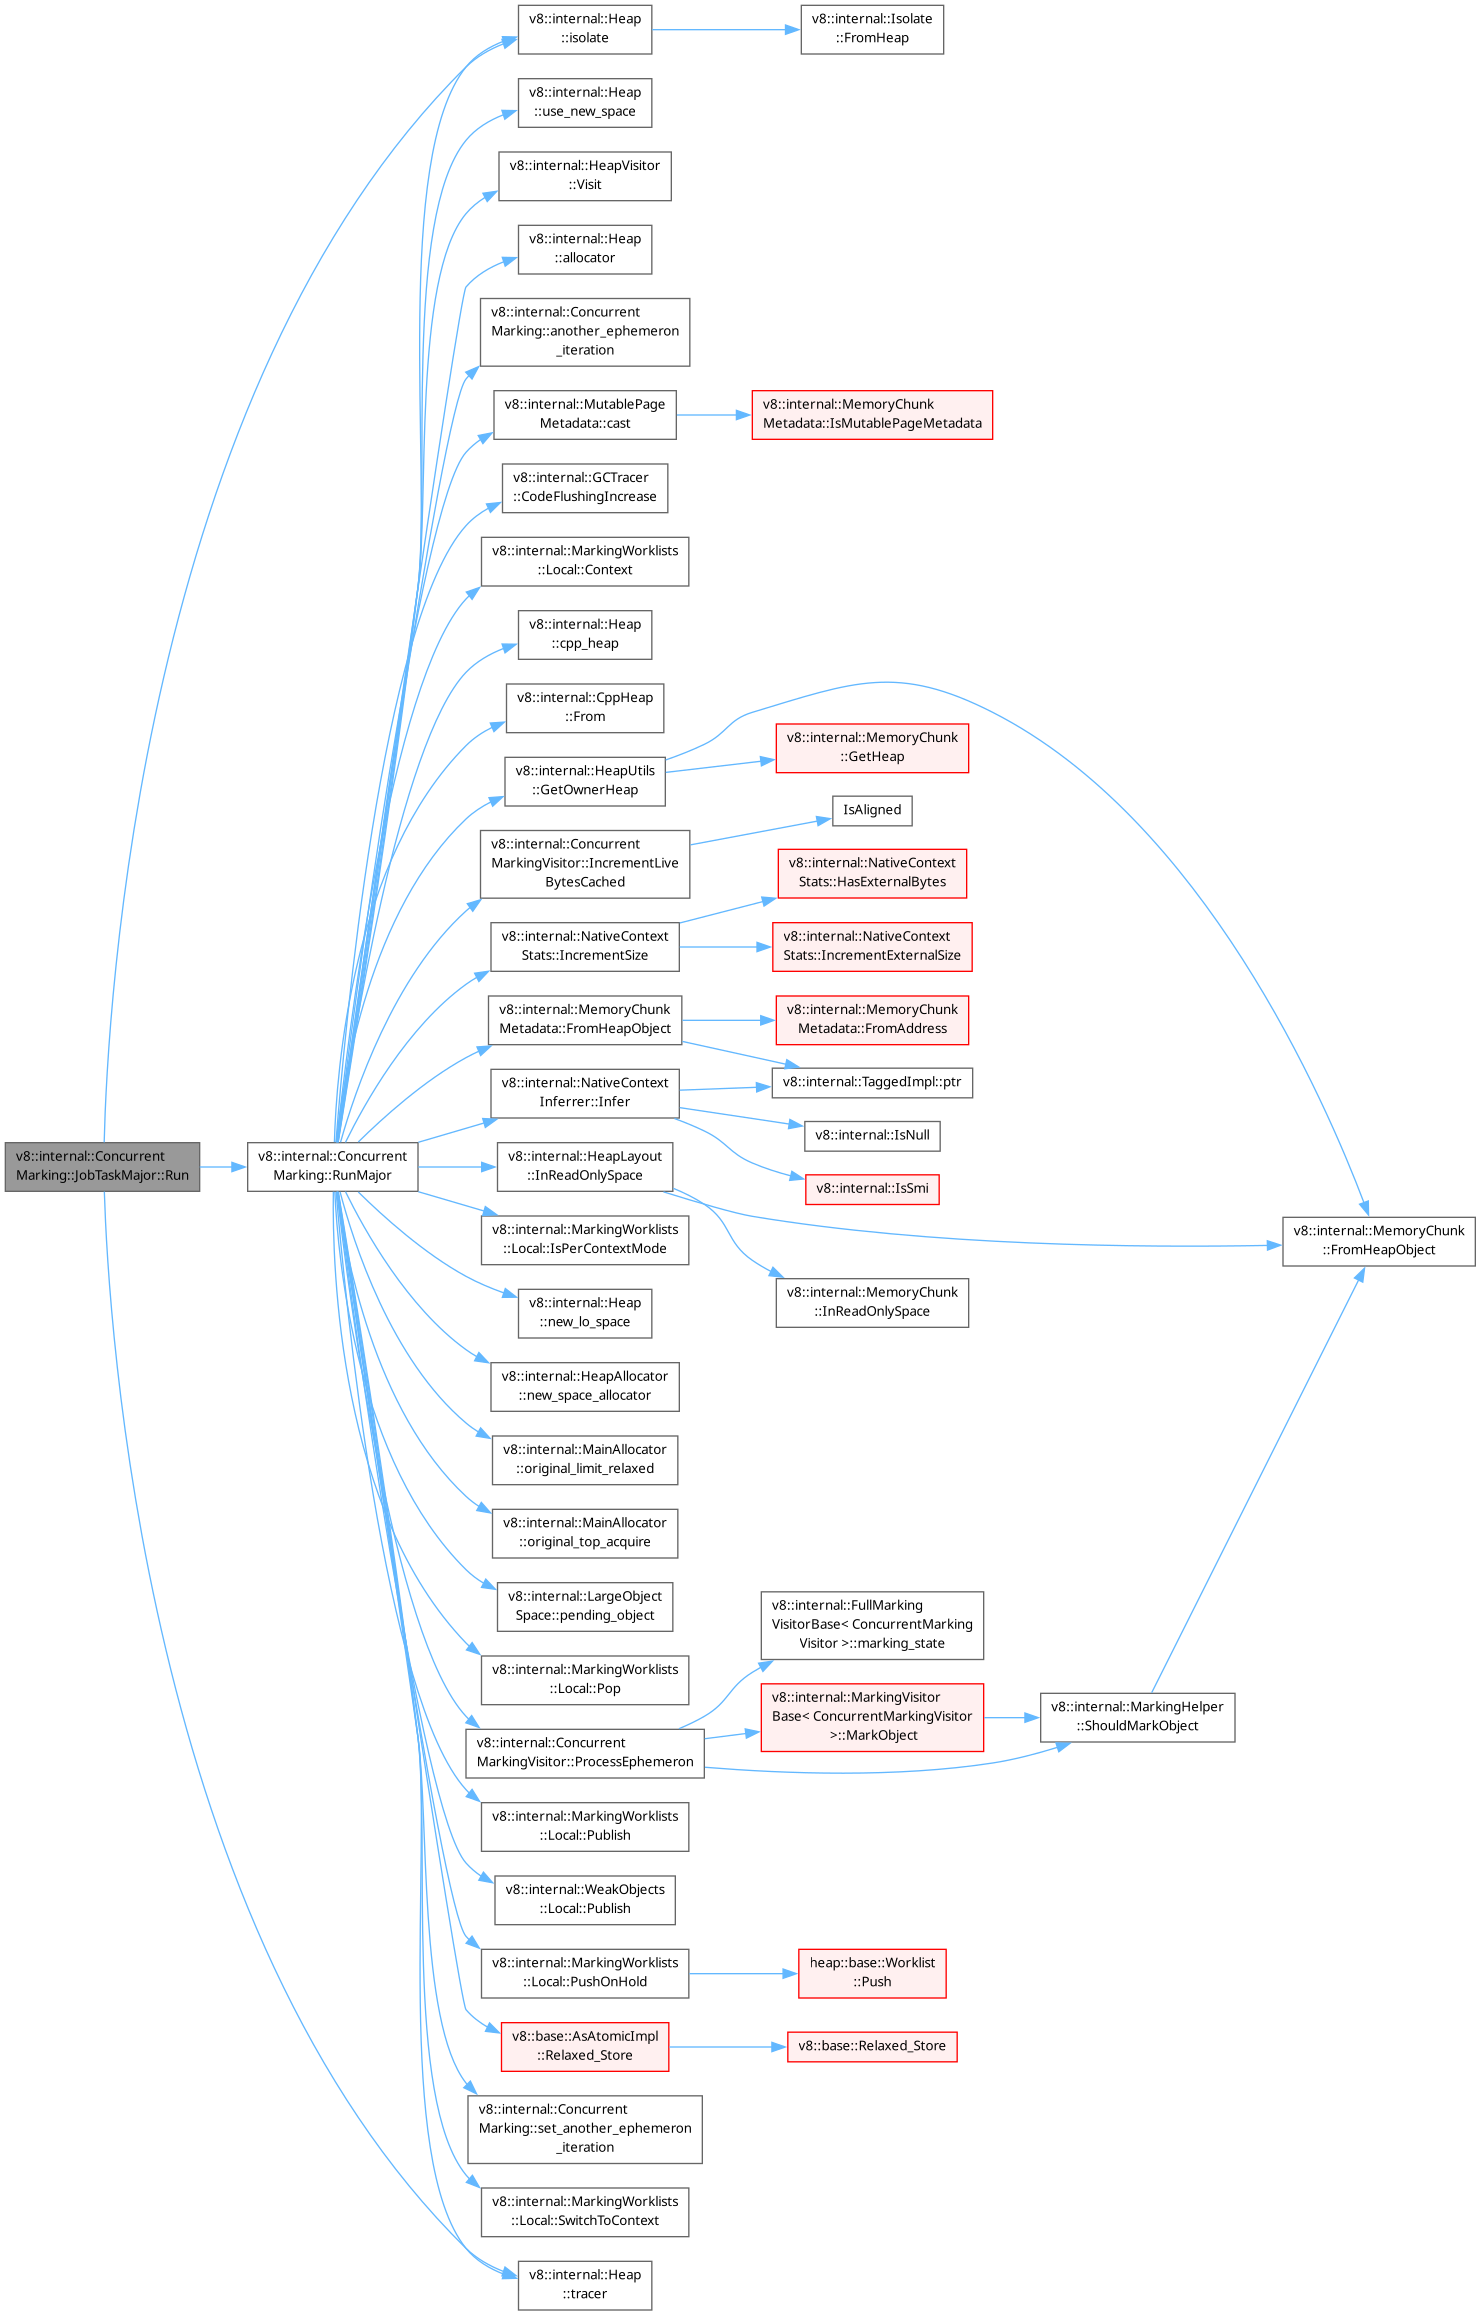 v8::internal::Heap
::isolate
v8::internal::Isolate
::FromHeap
v8::internal::Heap
::use_new_space
v8::internal::HeapVisitor
::Visit
v8::internal::Heap
::allocator
v8::internal::Concurrent
Marking::another_ephemeron
_iteration
v8::internal::MutablePage
Metadata::cast
v8::internal::MemoryChunk
Metadata::IsMutablePageMetadata
v8::internal::GCTracer
::CodeFlushingIncrease
v8::internal::MarkingWorklists
::Local::Context
v8::internal::Heap
::cpp_heap
v8::internal::CppHeap
::From
v8::internal::HeapUtils
::GetOwnerHeap
v8::internal::MemoryChunk
::GetHeap
v8::internal::Concurrent
MarkingVisitor::IncrementLive
BytesCached
IsAligned
v8::internal::NativeContext
Stats::HasExternalBytes
v8::internal::NativeContext
Stats::IncrementSize
v8::internal::NativeContext
Stats::IncrementExternalSize
v8::internal::MemoryChunk
Metadata::FromHeapObject
v8::internal::MemoryChunk
Metadata::FromAddress
v8::internal::TaggedImpl::ptr
v8::internal::NativeContext
Inferrer::Infer
v8::internal::IsNull
v8::internal::IsSmi
v8::internal::Concurrent
Marking::JobTaskMajor::Run
v8::internal::Concurrent
Marking::RunMajor
v8::internal::HeapLayout
::InReadOnlySpace
v8::internal::MemoryChunk
::FromHeapObject
v8::internal::MarkingWorklists
::Local::IsPerContextMode
v8::internal::MemoryChunk
::InReadOnlySpace
v8::internal::Heap
::new_lo_space
v8::internal::HeapAllocator
::new_space_allocator
v8::internal::MainAllocator
::original_limit_relaxed
v8::internal::MainAllocator
::original_top_acquire
v8::internal::LargeObject
Space::pending_object
v8::internal::FullMarking
VisitorBase< ConcurrentMarking
Visitor >::marking_state
v8::internal::MarkingWorklists
::Local::Pop
v8::internal::MarkingVisitor
Base< ConcurrentMarkingVisitor
>::MarkObject
v8::internal::MarkingHelper
::ShouldMarkObject
v8::internal::Concurrent
MarkingVisitor::ProcessEphemeron
v8::internal::MarkingWorklists
::Local::Publish
v8::internal::WeakObjects
::Local::Publish
v8::internal::MarkingWorklists
::Local::PushOnHold
heap::base::Worklist
::Push
v8::base::AsAtomicImpl
::Relaxed_Store
v8::base::Relaxed_Store
v8::internal::Concurrent
Marking::set_another_ephemeron
_iteration
v8::internal::MarkingWorklists
::Local::SwitchToContext
v8::internal::Heap
::tracer